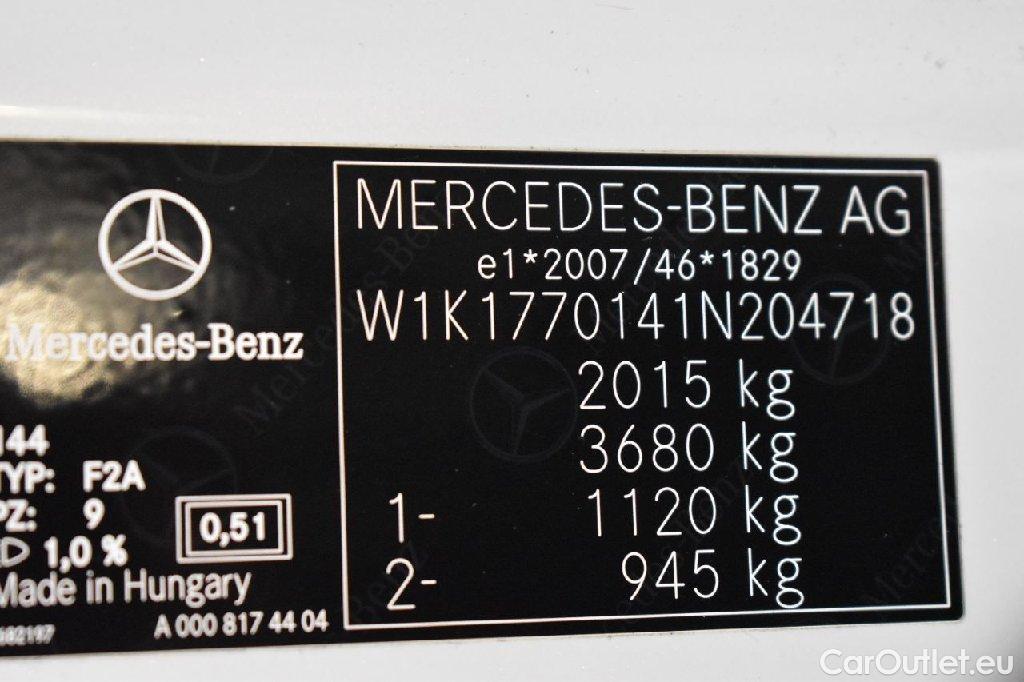 Mercedes-Benz
144
TYP: F2A
PZ: 9
1,0 %
0,51
Made in Hungary
A 000 817 44 04
MERCEDES-BENZ AG
e1*2007/46*1829
W1K1770141N204718
2015 kg
3680 kg
1- 1120 kg
2- 945 kg
CarOutlet.eu